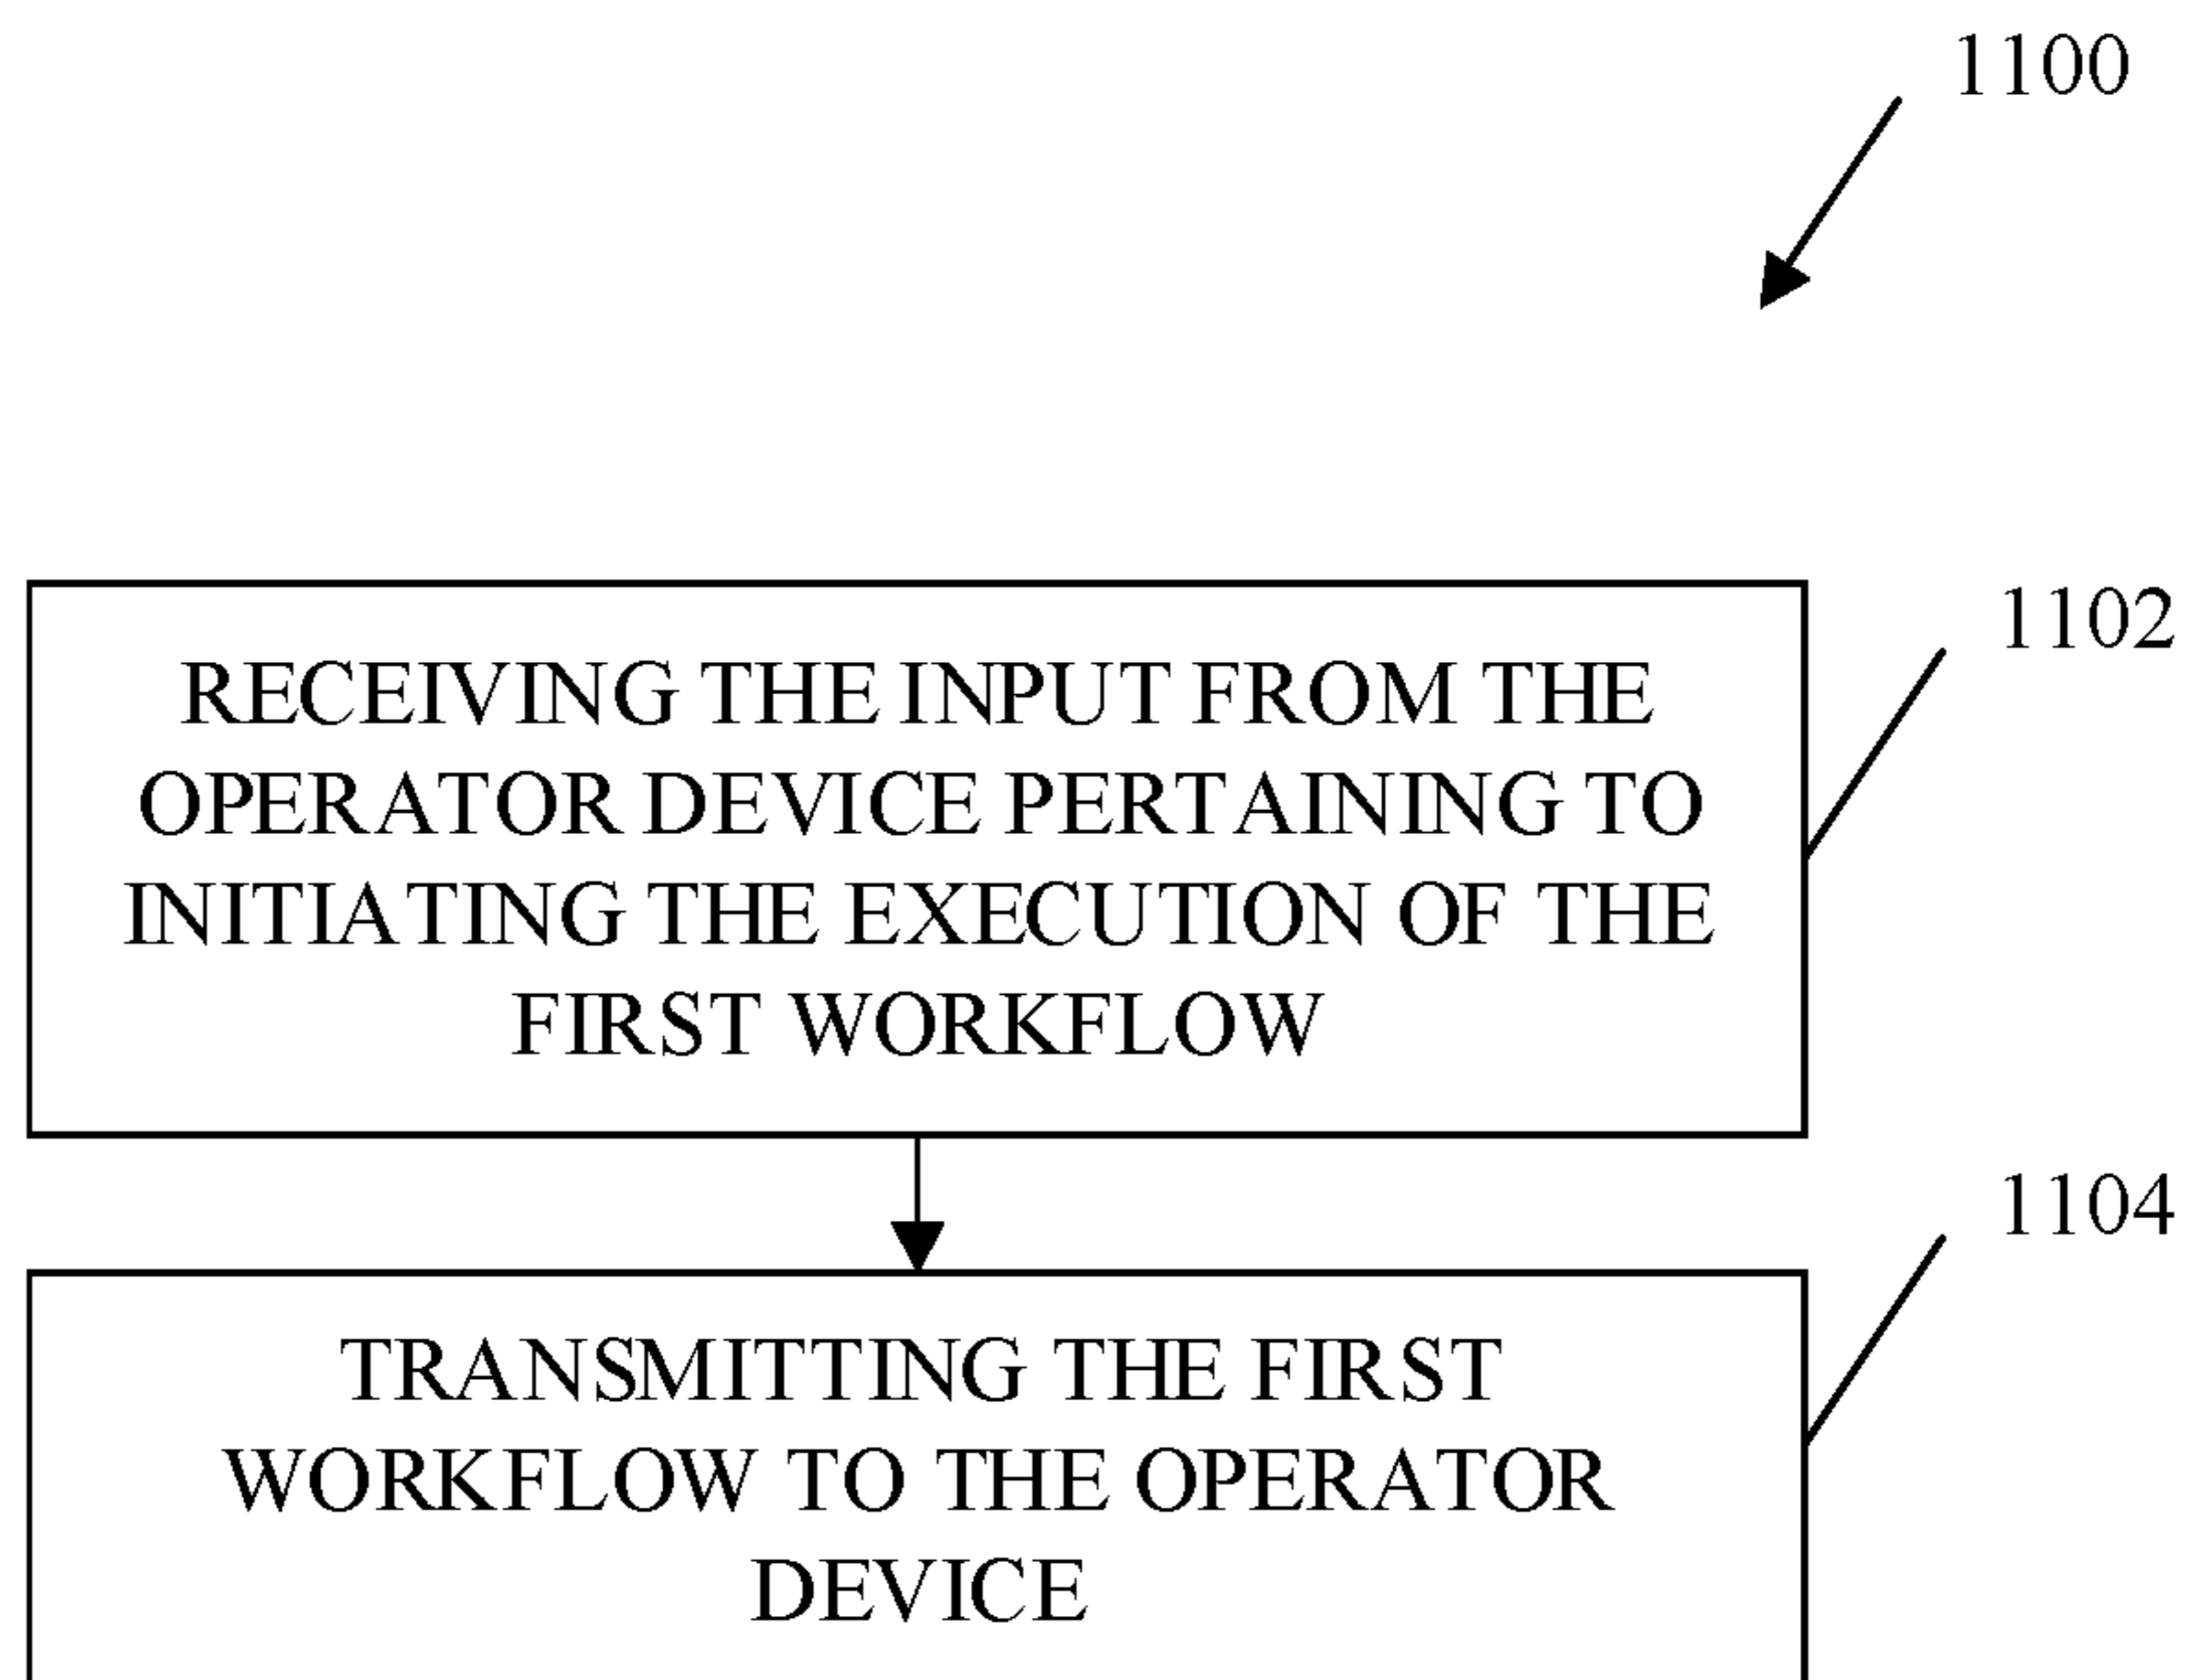 1100
1102
RECEIVING THE INPUT FROM THE
OPERATOR DEVICE PERTAINING TO
INITIATING THE EXECUTION OF THE
FIRST WORKFLOW
1104
TRANSMITTING THE FIRST
WORKFLOW TO THE OPERATOR
DEVICE